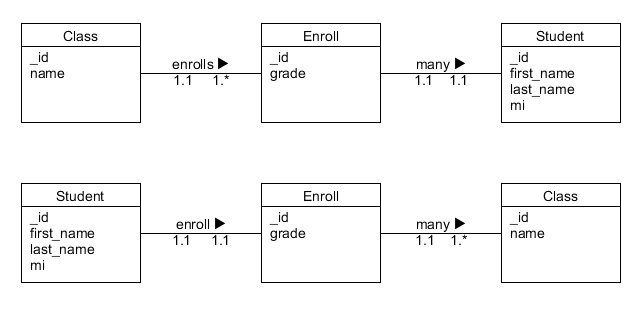 Class
_id
name
enrolls ▶
1.1 1.*
Enroll
_id
grade
many ▶
1.1 1.1
Student
_id
first_name
last_name
mi
Student
_id
first_name
last_name
mi
enroll ▶
1.1 1.1
Enroll
_id
grade
many ▶
1.1 1.*
Class
_id
name